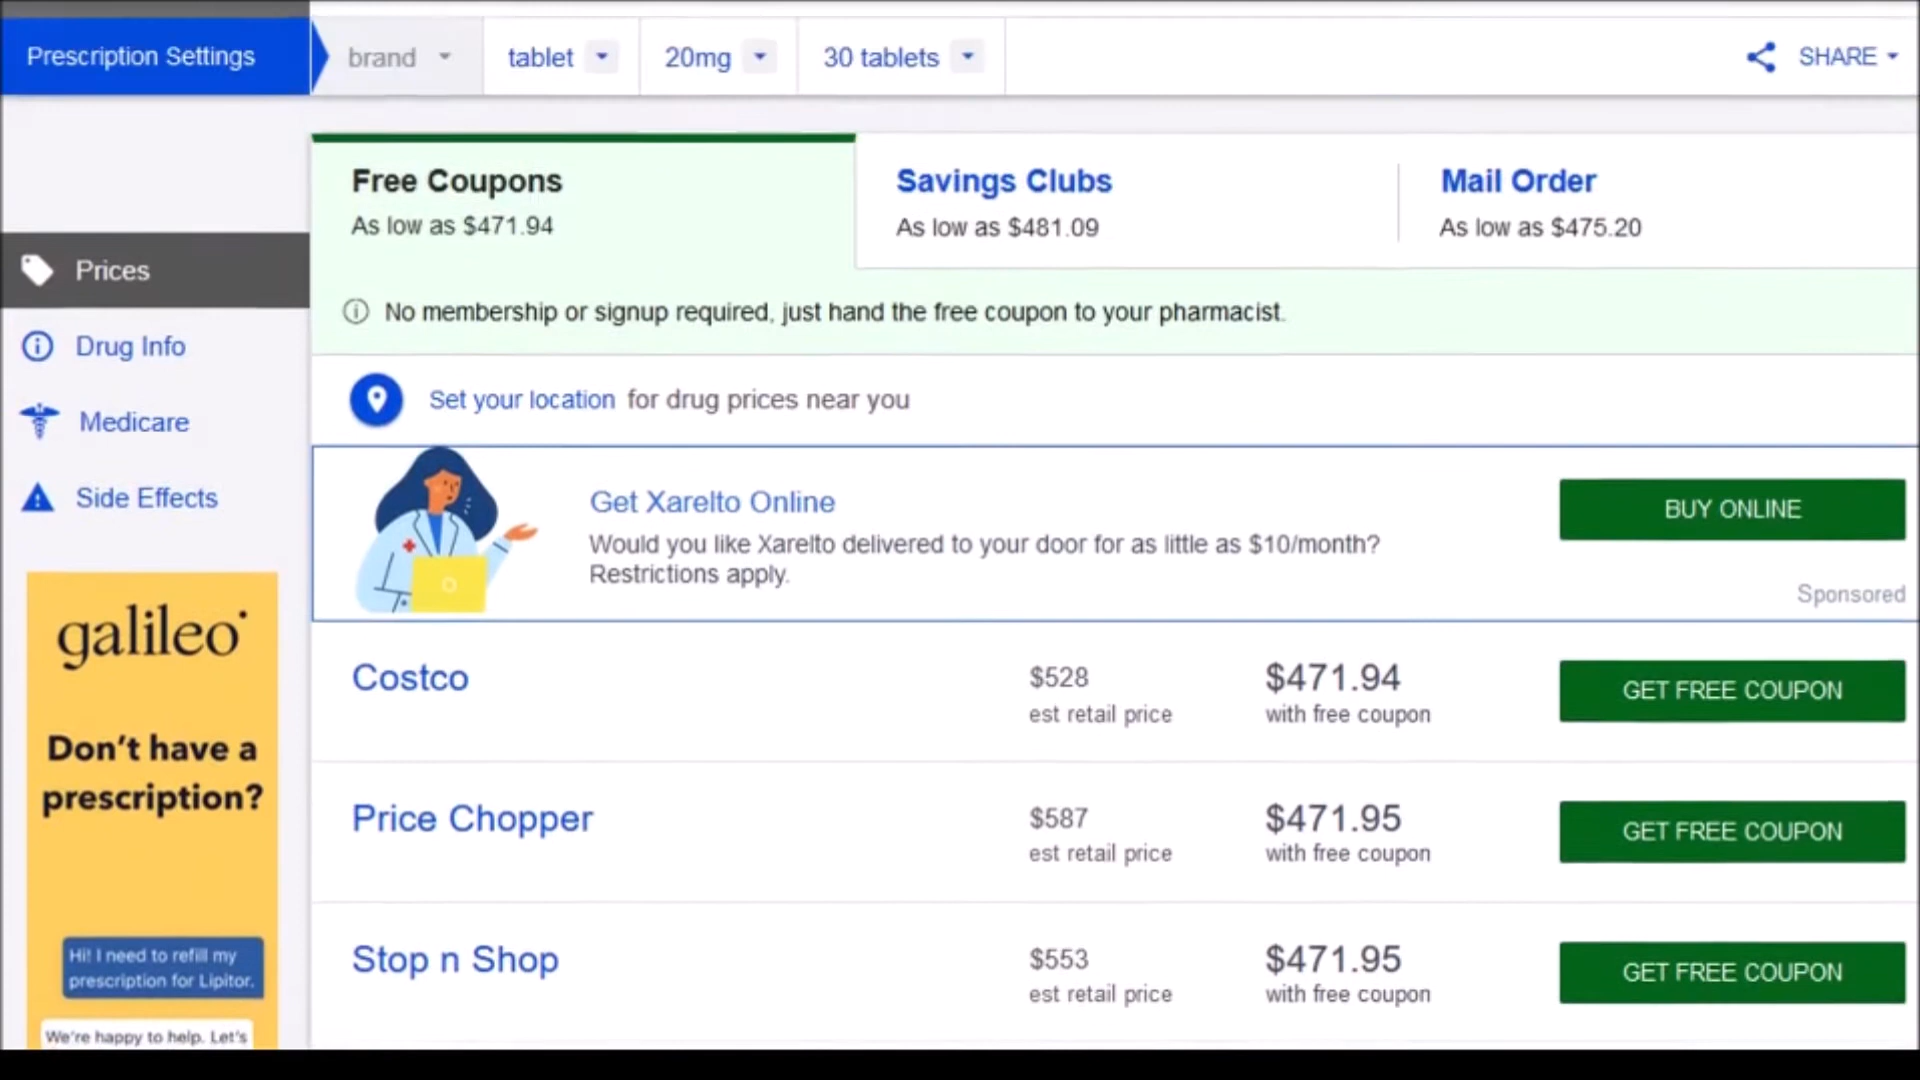 Prescription Settings
brand
tablet
20mg
30 tablets
SHARE
Free Coupons
As low as $471.94
Savings Clubs
As low as $481.09
Mail Order
As low as $475.20
Prices
Drug Info
Medicare
Side Effects
No membership or signup required, just hand the free coupon to your pharmacist.
Set your location for drug prices near you
Get Xarelto Online
Would you like Xarelto delivered to your door for as little as $10/month?
Restrictions apply.
BUY ONLINE
Sponsored
Costco
$528
est retail price
$471.94
with free coupon
GET FREE COUPON
Price Chopper
$587
est retail price
$471.95
with free coupon
GET FREE COUPON
Stop n Shop
$553
est retail price
$471.95
with free coupon
GET FREE COUPON
galileo
Don't have a
prescription?
Hi! I need to refill my
prescription for Lipitor.
We're happy to help. Let's